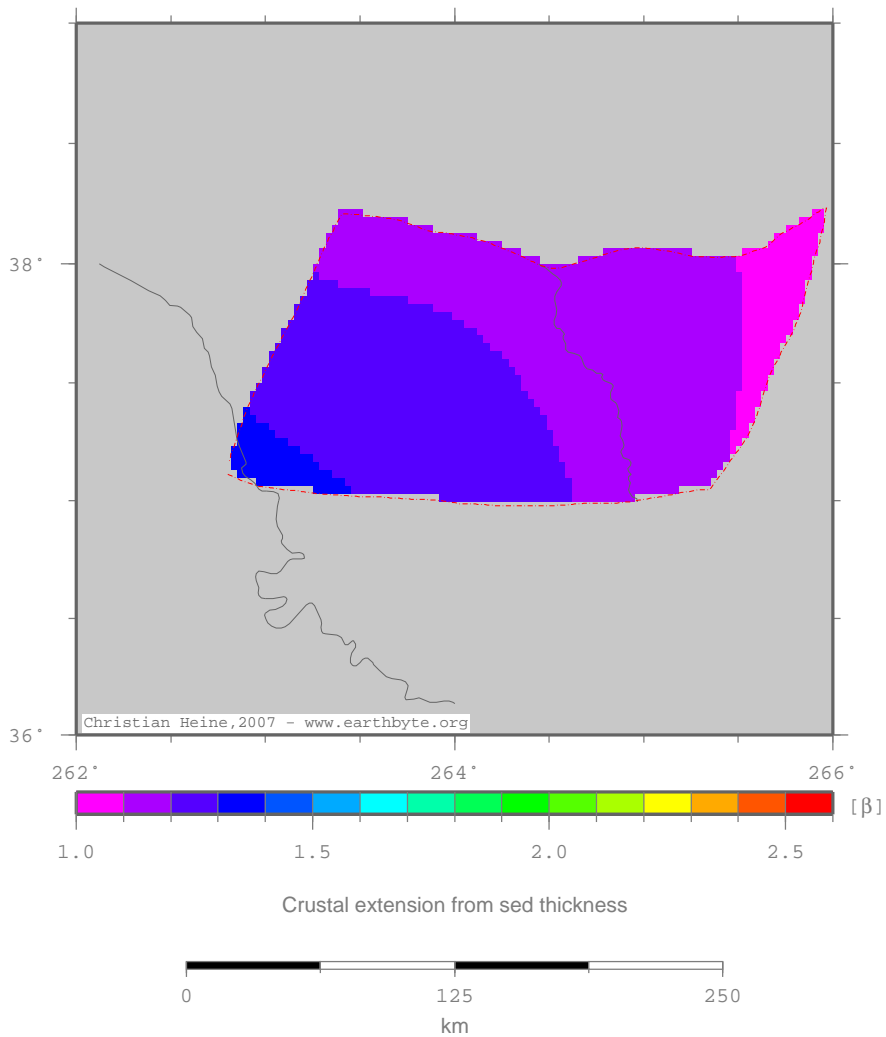 38°
36°
Christian Heine,2007 - www.earthbyte.org
262° 264° 266°
[β]
1.0 1.5 2.0 2.5
Crustal extension from sed thickness
0 125 250
km